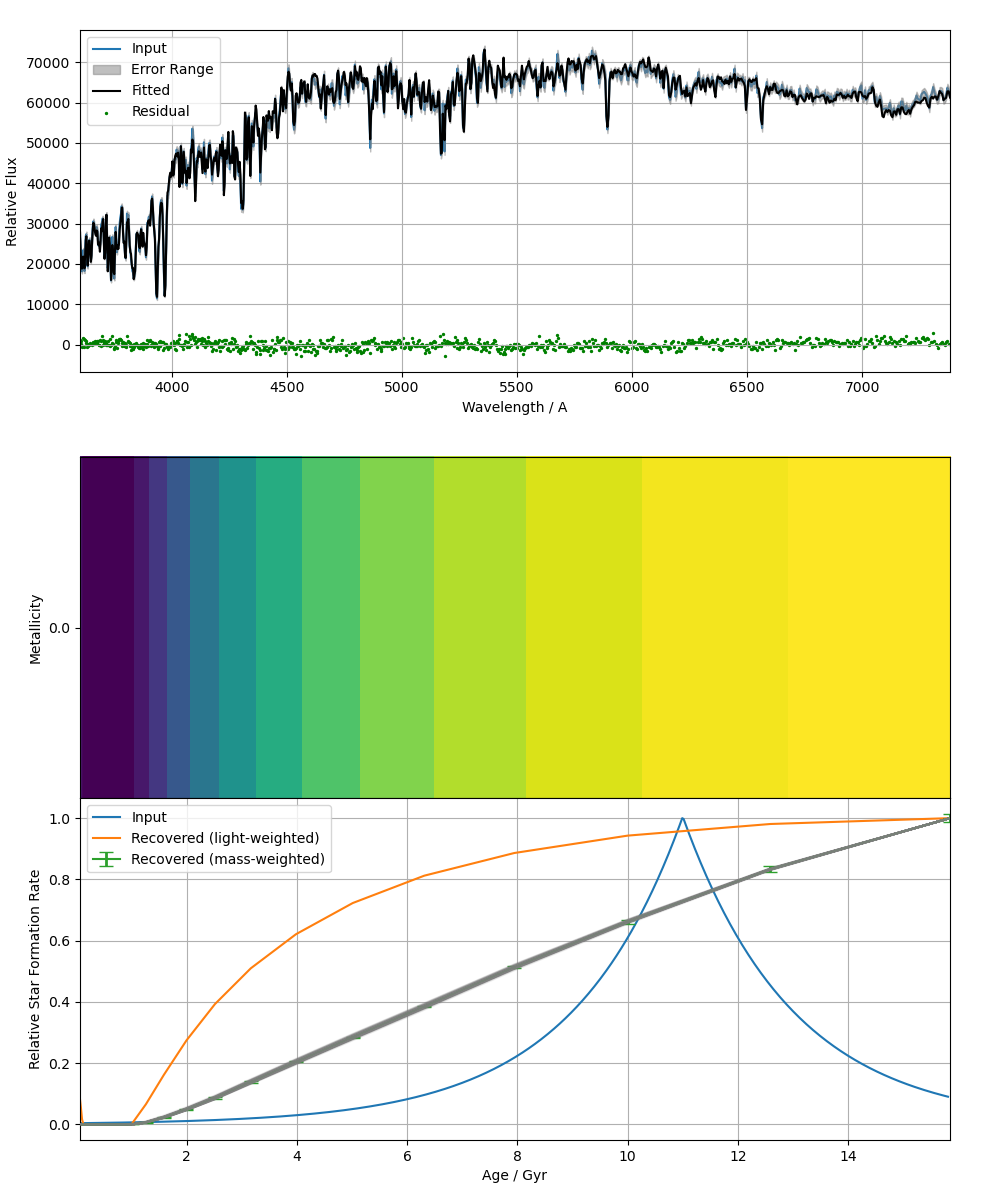 Input
Error Range
Fitted
Residual
70000
60000
50000
40000
30000
20000
10000
0
Relative Flux
4000 4500 5000 5500 6000 6500 7000
Wavelength / A
Metallicity
0.0
Input
Recovered (light-weighted)
Recovered (mass-weighted)
1.0
0.8
0.6
0.4
0.2
0.0
Relative Star Formation Rate
2 4 6 8 10 12 14
Age / Gyr